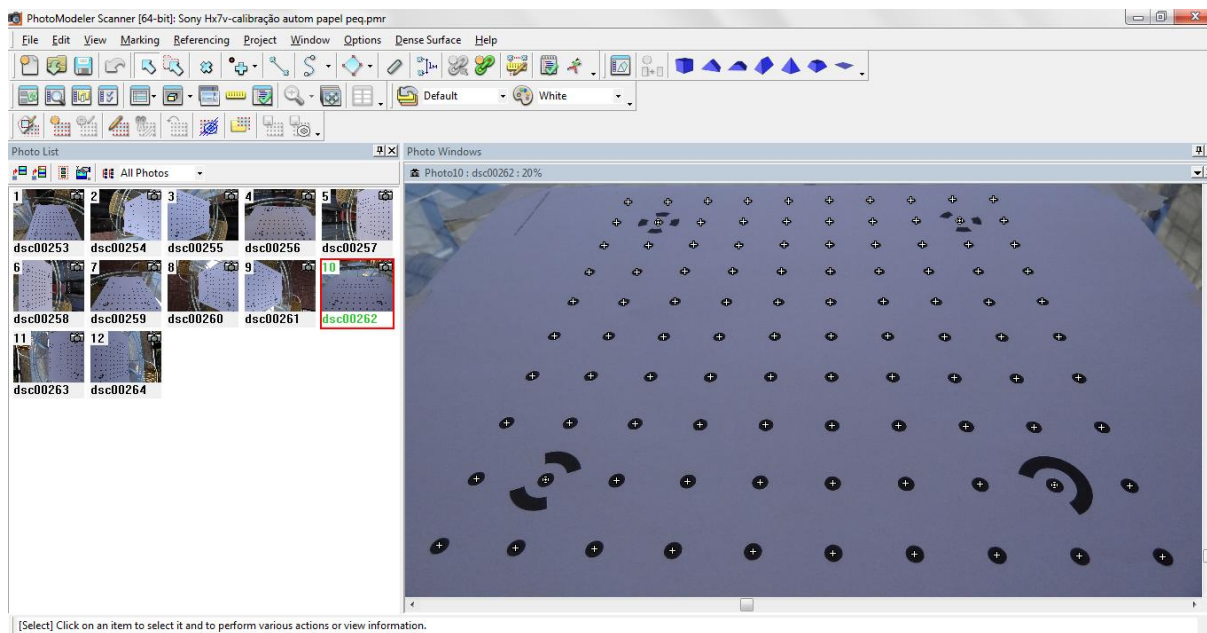 PhotoModeler Scanner [64-bit]: Sony Hx7v-calibração autom papel peq.pmr
File Edit View Marking Referencing Project Window Options Dense Surface Help
Default White
Photo List
Photo Windows
All Photos
Photo10 : dsc00262 : 20%
1 2 3 4 5
dsc00253 dsc00254 dsc00255 dsc00256 dsc00257
6 7 8 9 10
dsc00258 dsc00259 dsc00260 dsc00261 dsc00262
11 12
dsc00263 dsc00264
[Select] Click on an item to select it and to perform various actions or view information.